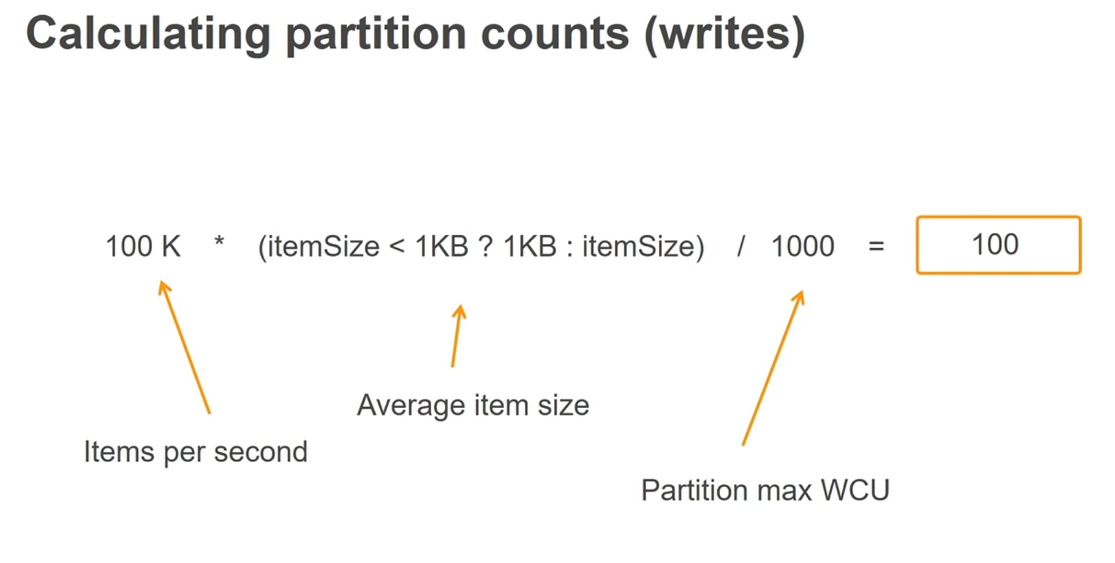 Calculating partition counts (writes)
100 K * (itemSize < 1KB ? 1KB : itemSize) / 1000 = 100
Average item size
Items per second
Partition max WCU